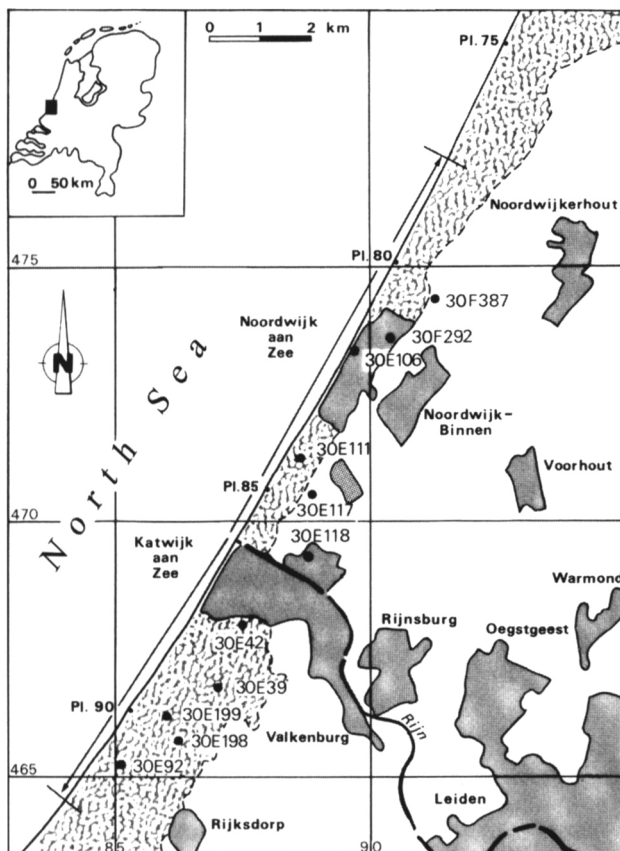 0 1 2 km
Pl. 75
0 50 km
Noordwijkerhout
Pl. 80
475
30F387
Noordwijk
aan
Zee
30F292
N
30E106
North Sea
Noordwijk-
Binnen
30E111
Voorhout
Pl. 85
30E117
470
Katwijk
aan
Zee
30E118
Warmond
Rijnsburg
Oegstgeest
30E42
30E39
Pl. 90
30E199
Rijn
30E198
Valkenburg
30E92
465
Leiden
Rijksdorp
85
90